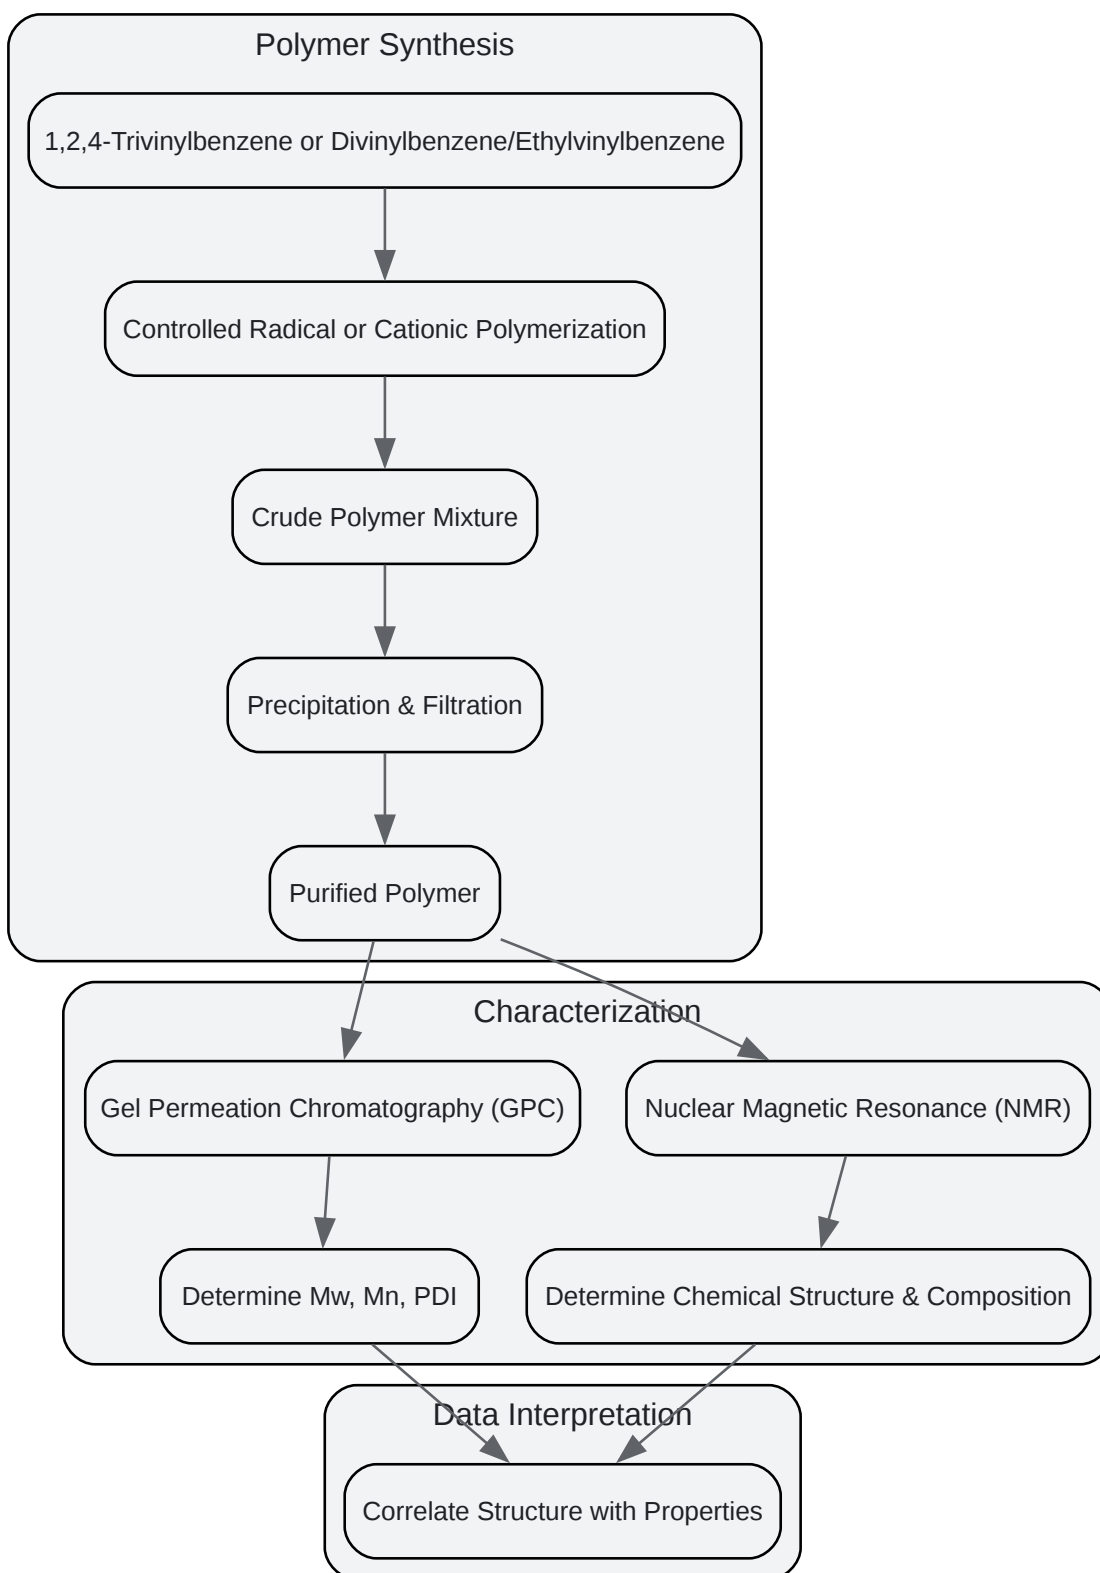 Polymer Synthesis
1,2,4-Trivinylbenzene or Divinylbenzene/Ethylvinylbenzene
Controlled Radical or Cationic Polymerization
Crude Polymer Mixture
Precipitation & Filtration
Purified Polymer
Characterization
Gel Permeation Chromatography (GPC)
Nuclear Magnetic Resonance (NMR)
Determine Mw, Mn, PDI
Determine Chemical Structure & Composition
Data Interpretation
Correlate Structure with Properties